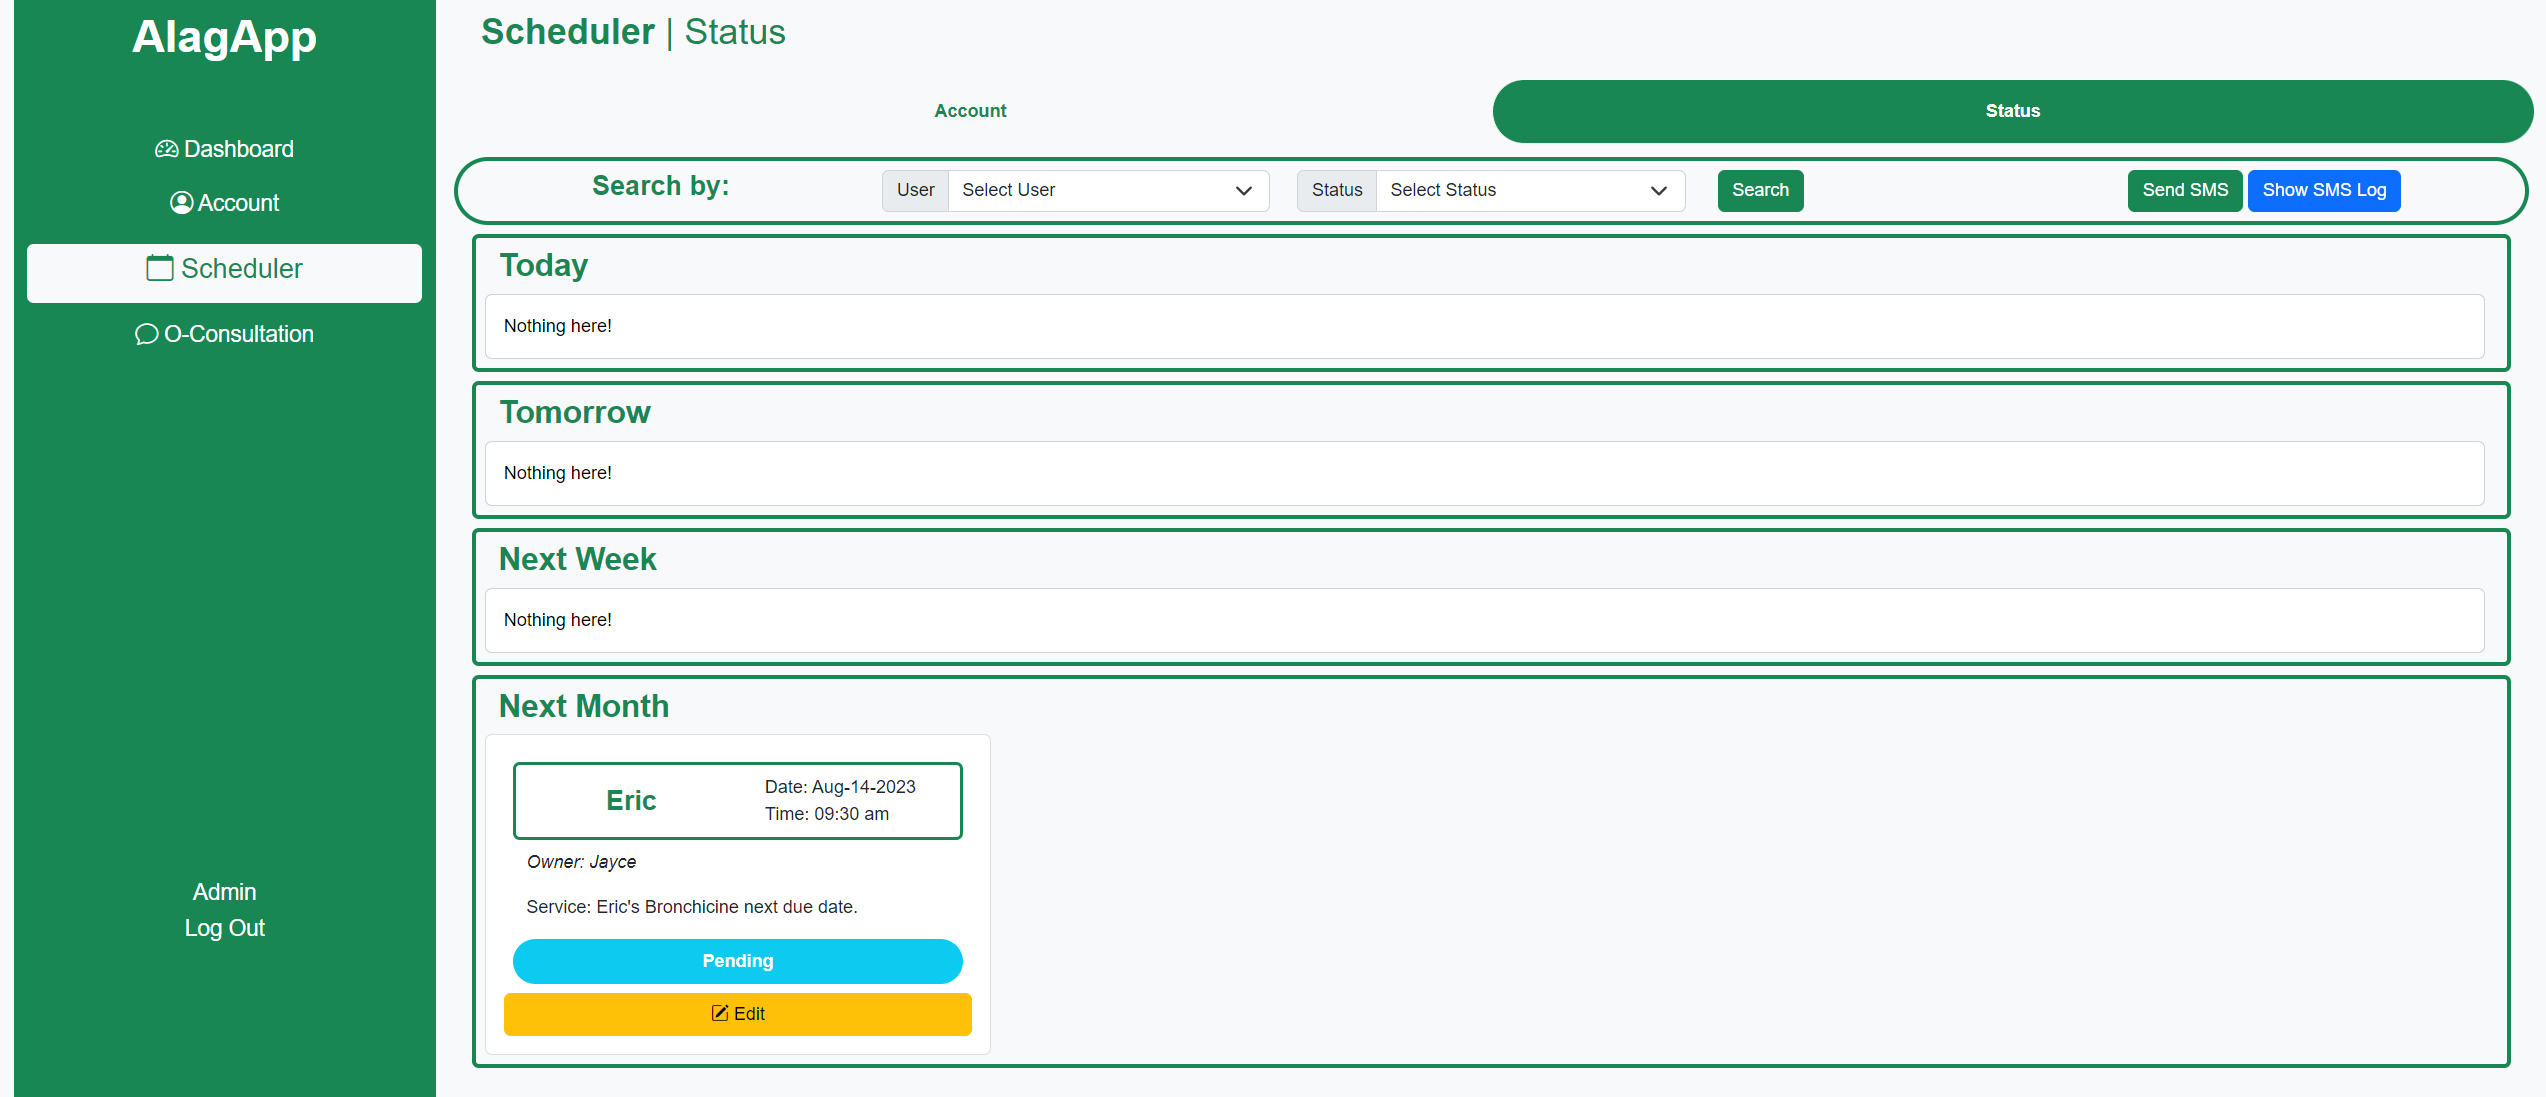 AlagApp
Dashboard
Account
Scheduler
O-Consultation
Admin
Log Out
Scheduler | Status
Account
Status
Search by:
User
Select User
Status
Select Status
Search
Send SMS
Show SMS Log
Today
Nothing here!
Tomorrow
Nothing here!
Next Week
Nothing here!
Next Month
Eric
Date: Aug-14-2023
Time: 09:30 am
Owner: Jayce
Service: Eric's Bronchicine next due date.
Pending
Edit